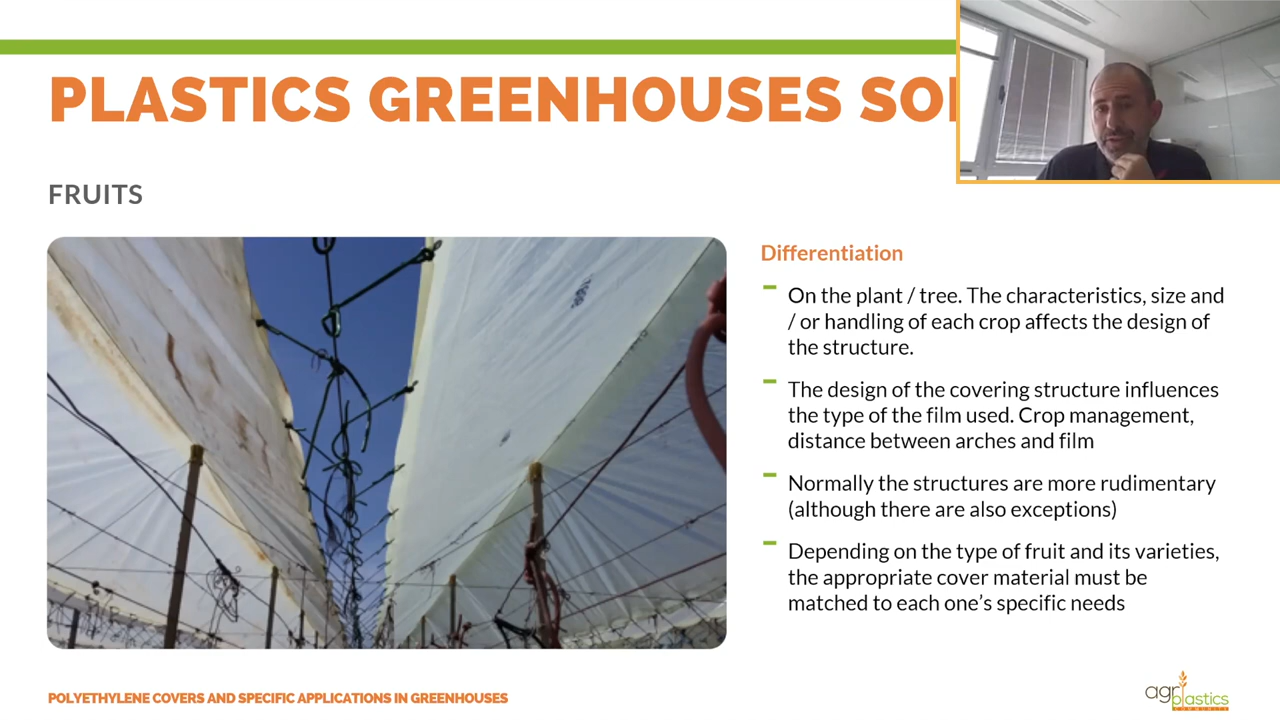 PLASTICS GREENHOUSES
FRUITS
Differentiation
On the plant / tree. The characteristics, size and
/ or handling of each crop affects the design of
the structure.
The design of the covering structure influences
the type of the film used. Crop management,
distance between arches and film
Normally the structures are more rudimentary
(although there are also exceptions)
Depending on the type of fruit and its varieties,
the appropriate cover material must be
matched to each one’s specific needs
POLYETHYLENE COVERS AND SPECIFIC APPLICATIONS IN GREENHOUSES
agriplastics
COMMUNITY